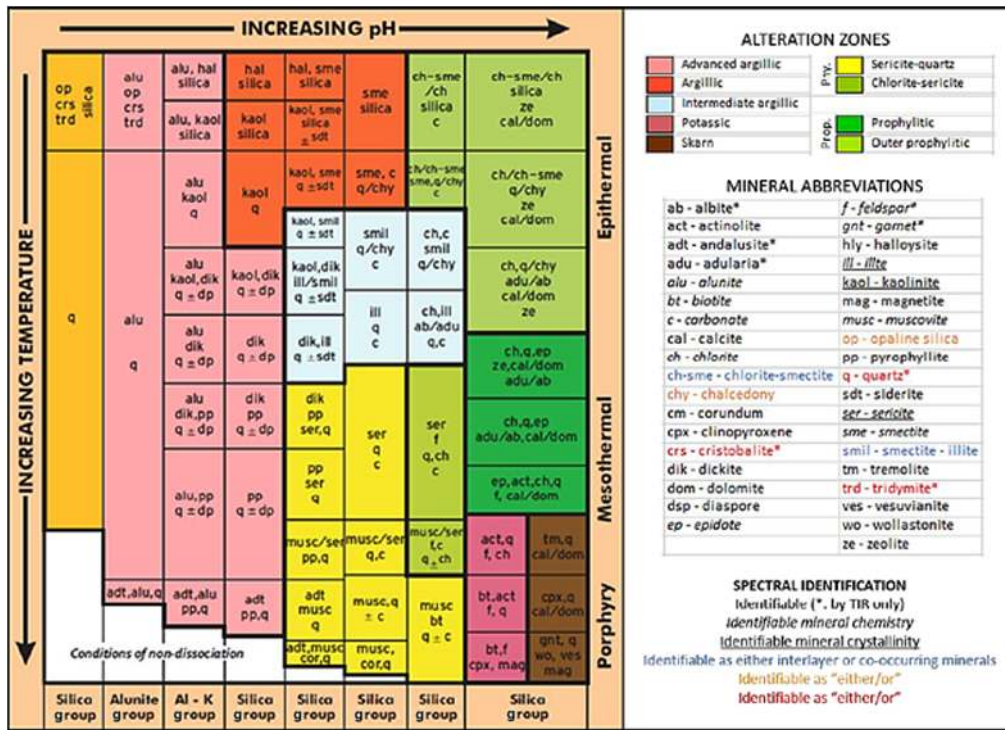 INCREASING pH
INCREASING TEMPERATURE
op
crs silica
trd
q
alu
op
crs
trd
alu
q
adt,alu,q
alu, hal
silica
alu, kaol
silica
alu
kaol
q
alu
kaol,dik
q ± dp
alu
dik
q ± dp
alu
dik,pp
q ± dp
alu,pp
q ± dp
adt,alu
pp,q
hal
silica
kaol
silica
kaol
q
kaol,dik
q ± dp
dik
q ± dp
dik
pp
q ± dp
pp
q ± dp
adt
pp,q
hal, sme
silica
kaol, sme
silica
± sdt
kaol, sme
q ±sdt
kaol, smil
q ±sdt
kaol,dik
ill/smil
q ±sdt
dik,ill
q ±sdt
dik
pp
ser,q
pp
ser
q
musc/ser
pp,q
adt
musc
q
adt,musc
cor,q
sme
silica
sme, c
q/chy
smil
q/chy
c
ill
q
c
ser
q
c
musc/ser
q,c
musc,q
± c
musc,
cor,q
ch-sme
/ch
silica
c
ch/ch-sme
sme,q/chy
c
ch,c
smil
q/chy
ch,ill
ab/adu
q,c
ser
f
q,ch
c
musc/ser
f,c
q ± ch
musc
bt
q ± c
ch-sme/ch
silica
ze
cal/dom
ch/ch-sme
q/chy
ze
cal/dom
ch,q/chy
adu/ab
cal/dom
ze
ch,q,ep
ze,cal/dom
adu/ab
ch,q,ep
adu/ab,cal/dom
ep,act,ch,q
f, cal/dom
act,q
f, ch
bt,act
f, q
bt,f
cpx, mag
tm,q
cal/dom
cpx,q
cal/dom
gnt, q
wo, ves
mag
Conditions of non-dissociation
Silica
group
Alunite
group
Al - K
group
Silica
group
Silica
group
Silica
group
Silica
group
Silica
group
Epithermal
Mesothermal
Porphyry
ALTERATION ZONES
Advanced argillic
Argillic
Intermediate argillic
Potassic
Skarn
Phy.
Sericite-quartz
Chlorite-sericite
Prop.
Prophylitic
Outer prophylitic
MINERAL ABBREVIATIONS
ab - albite*
act - actinolite
adt - andalusite*
adu - adularia*
alu - alunite
bt - biotite
c - carbonate
cal - calcite
ch - chlorite
ch-sme - chlorite-smectite
chy - chalcedony
cm - corundum
cpx - clinopyroxene
crs - cristobalite*
dik - dickite
dom - dolomite
dsp - diaspore
ep - epidote
f - feldspar*
gnt - garnet*
hly - halloysite
ill - illte
kaol - kaolinite
mag - magnetite
musc - muscovite
op - opaline silica
pp - pyrophyllite
q - quartz*
sdt - siderite
ser - sericite
sme - smectite
smil - smectite - illite
tm - tremolite
trd - tridymite*
ves - vesuvianite
wo - wollastonite
ze - zeolite
SPECTRAL IDENTIFICATION
Identifiable (*. by TIR only)
Identifiable mineral chemistry
Identifiable mineral crystallinity
Identifiable as either interlayer or co-occurring minerals
Identifiable as "either/or"
Identifiable as "either/or"